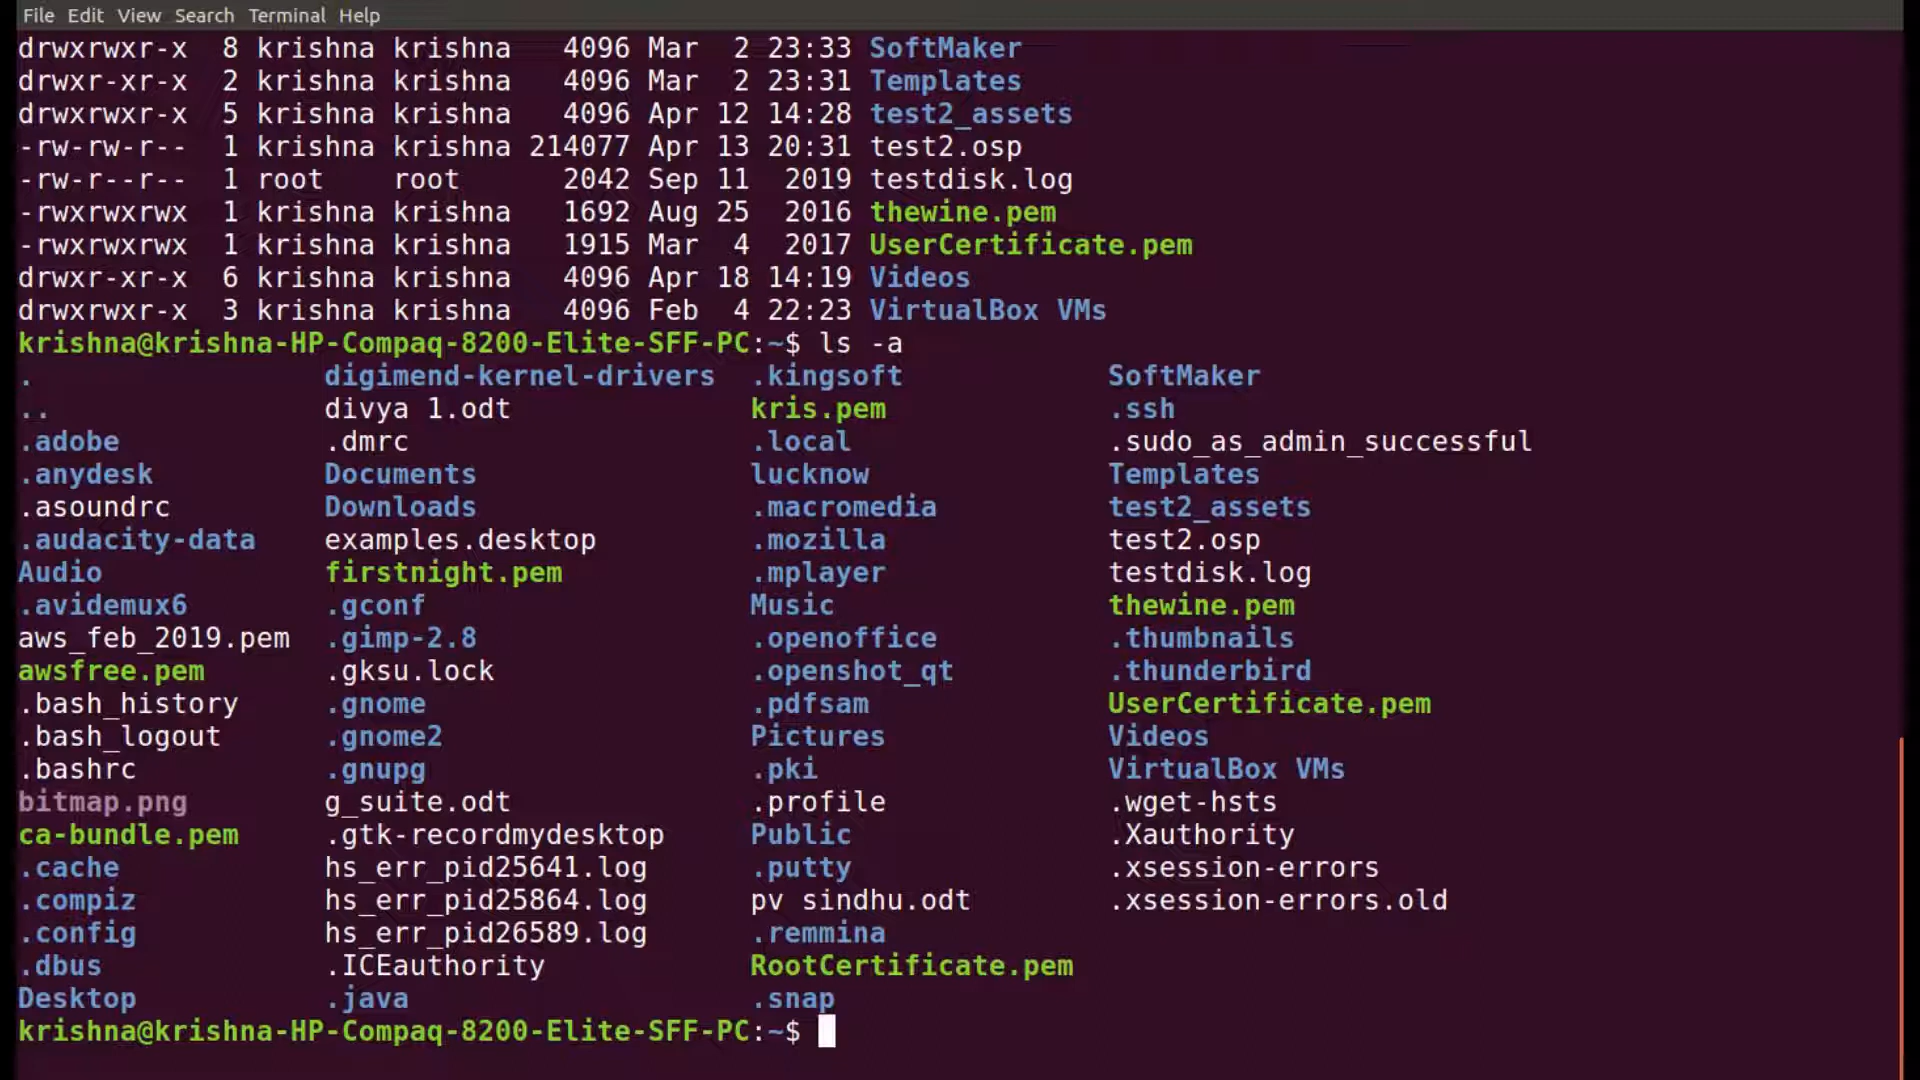 File Edit View Search Terminal Help
drwxrwxr-x  8 krishna krishna   4096 Mar  2 23:33 SoftMaker
drwxr-xr-x  2 krishna krishna   4096 Mar  2 23:31 Templates
drwxrwxr-x  5 krishna krishna   4096 Apr 12 14:28 test2_assets
-rw-rw-r--  1 krishna krishna 214077 Apr 13 20:31 test2.osp
-rw-r--r--  1 root    root      2042 Sep 11  2019 testdisk.log
-rwxrwxrwx  1 krishna krishna   1692 Aug 25  2016 thewine.pem
-rwxrwxrwx  1 krishna krishna   1915 Mar  4  2017 UserCertificate.pem
drwxr-xr-x  6 krishna krishna   4096 Apr 18 14:19 Videos
drwxrwxr-x  3 krishna krishna   4096 Feb  4 22:23 VirtualBox VMs
krishna@krishna-HP-Compaq-8200-Elite-SFF-PC:~$ ls -a
.                 digimend-kernel-drivers  .kingsoft            SoftMaker
..                divya 1.odt              kris.pem             .ssh
.adobe            .dmrc                    .local               .sudo_as_admin_successful
.anydesk          Documents                lucknow              Templates
.asoundrc         Downloads                .macromedia          test2_assets
.audacity-data    examples.desktop         .mozilla             test2.osp
Audio             firstnight.pem           .mplayer             testdisk.log
.avidemux6        .gconf                   Music                thewine.pem
aws_feb_2019.pem  .gimp-2.8                .openoffice          .thumbnails
awsfree.pem       .gksu.lock               .openshot_qt         .thunderbird
.bash_history     .gnome                   .pdfsam              UserCertificate.pem
.bash_logout      .gnome2                  Pictures             Videos
.bashrc           .gnupg                   .pki                 VirtualBox VMs
bitmap.png        g_suite.odt              .profile             .wget-hsts
ca-bundle.pem     .gtk-recordmydesktop     Public               .Xauthority
.cache            hs_err_pid25641.log      .putty               .xsession-errors
.compiz           hs_err_pid25864.log      pv sindhu.odt        .xsession-errors.old
.config           hs_err_pid26589.log      .remmina
.dbus             .ICEauthority            RootCertificate.pem
Desktop           .java                    .snap
krishna@krishna-HP-Compaq-8200-Elite-SFF-PC:~$